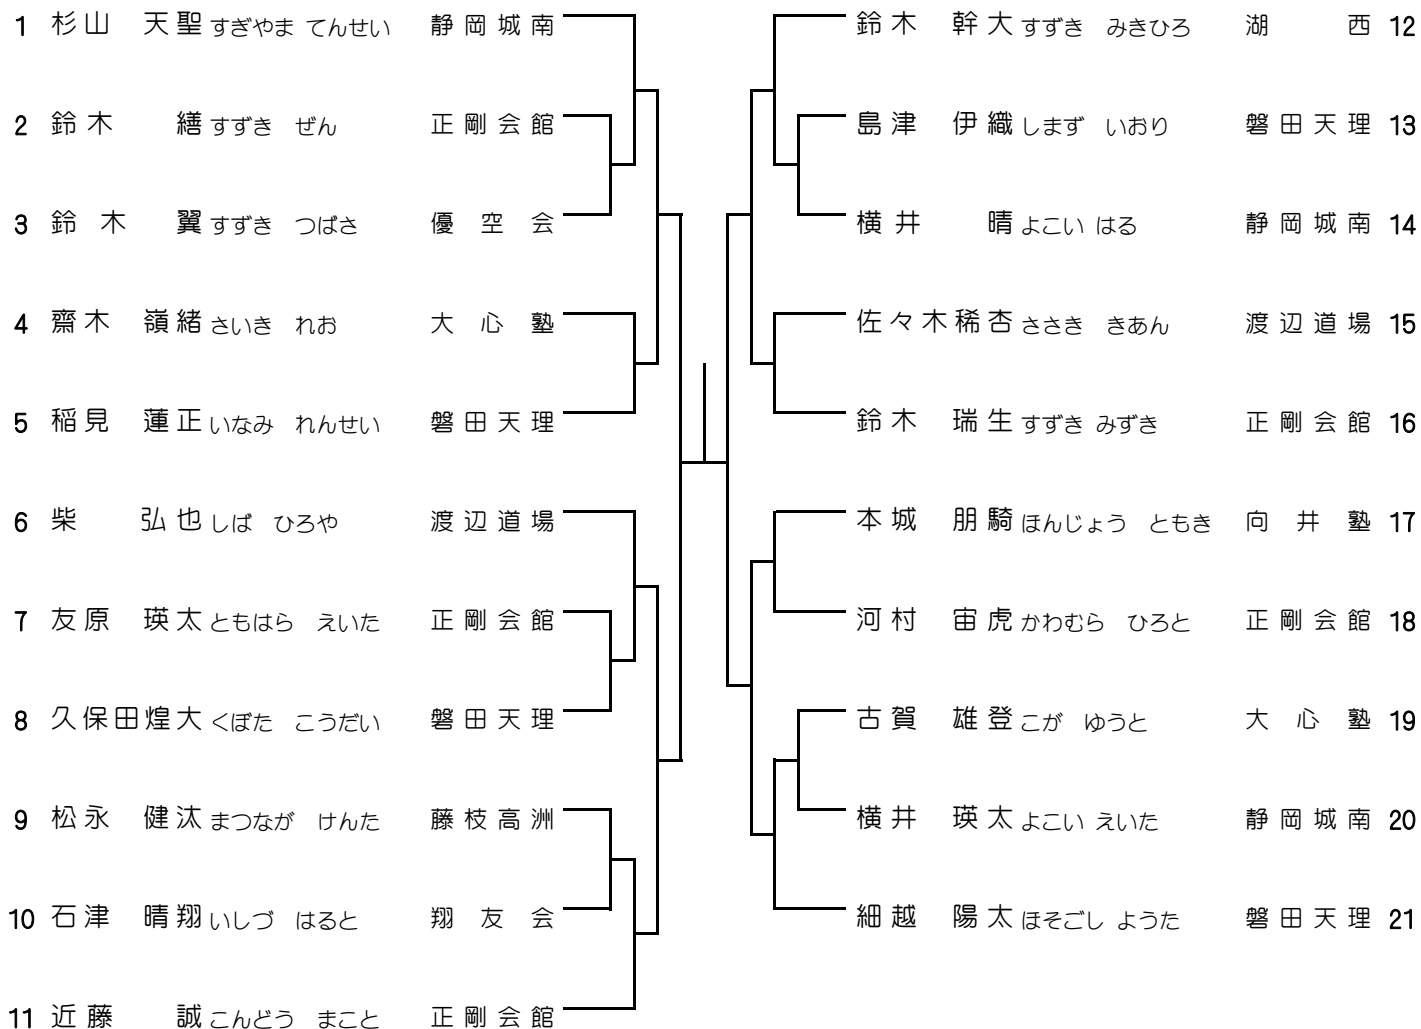 1 杉山 天聖 すぎやま てんせい 静岡城南
2 鈴木 繕 すずき ぜん 正剛会館
3 鈴木 翼 すずき つばさ 優空会
4 齋木 嶺緒 さいき れお 大心塾
5 稲見 蓮正 いなみ れんせい 磐田天理
6 柴 弘也 しば ひろや 渡辺道場
7 友原 瑛太 ともはら えいた 正剛会館
8 久保田煌大 くぼた こうだい 磐田天理
9 松永 健汰 まつなが けんた 藤枝高洲
10 石津 晴翔 いしづ はると 翔友会
11 近藤 誠 こんどう まこと 正剛会館
鈴木 幹大 すずき みきひろ 湖西 12
島津 伊織 しまず いおり 磐田天理 13
横井 晴 よこい はる 静岡城南 14
佐々木稀杏 ささき きあん 渡辺道場 15
鈴木 瑞生 すずき みずき 正剛会館 16
本城 朋騎 ほんじょう ともき 向井塾 17
河村 宙虎 かわむら ひろと 正剛会館 18
古賀 雄登 こが ゆうと 大心塾 19
横井 瑛太 よこい えいた 静岡城南 20
細越 陽太 ほそごし ようた 磐田天理 21